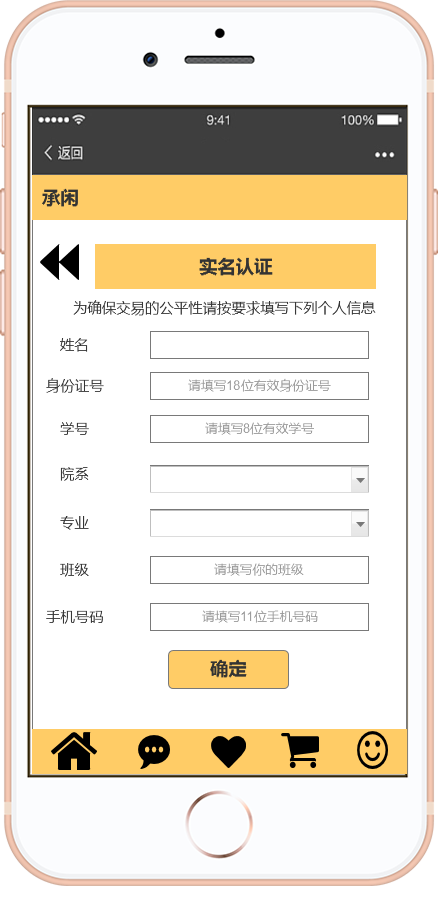 9:41
100%
返回
承闲
实名认证
为确保交易的公平性请按要求填写下列个人信息
姓名
身份证号
请填写18位有效身份证号
学号
请填写8位有效学号
院系
专业
班级
请填写你的班级
手机号码
请填写11位手机号码
确定